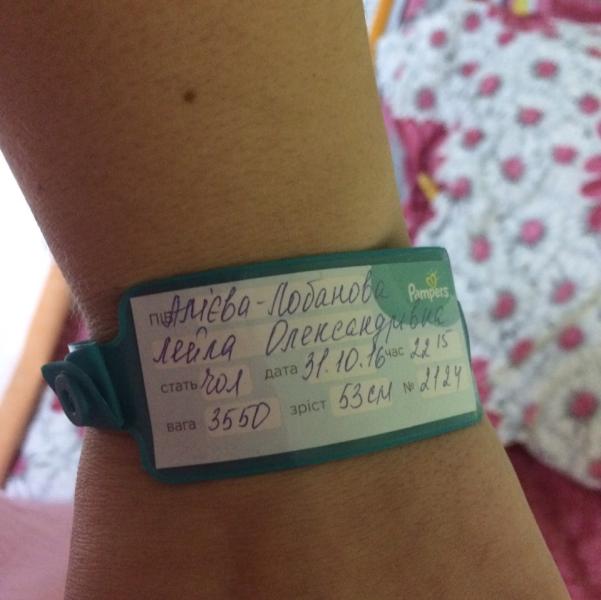 Pampers
ПІБ Алієва-Лобанова
Лейла Олександрівна
стать чол дата 31.10.16 час 22 15
вага 3550 зріст 53 см № 2124